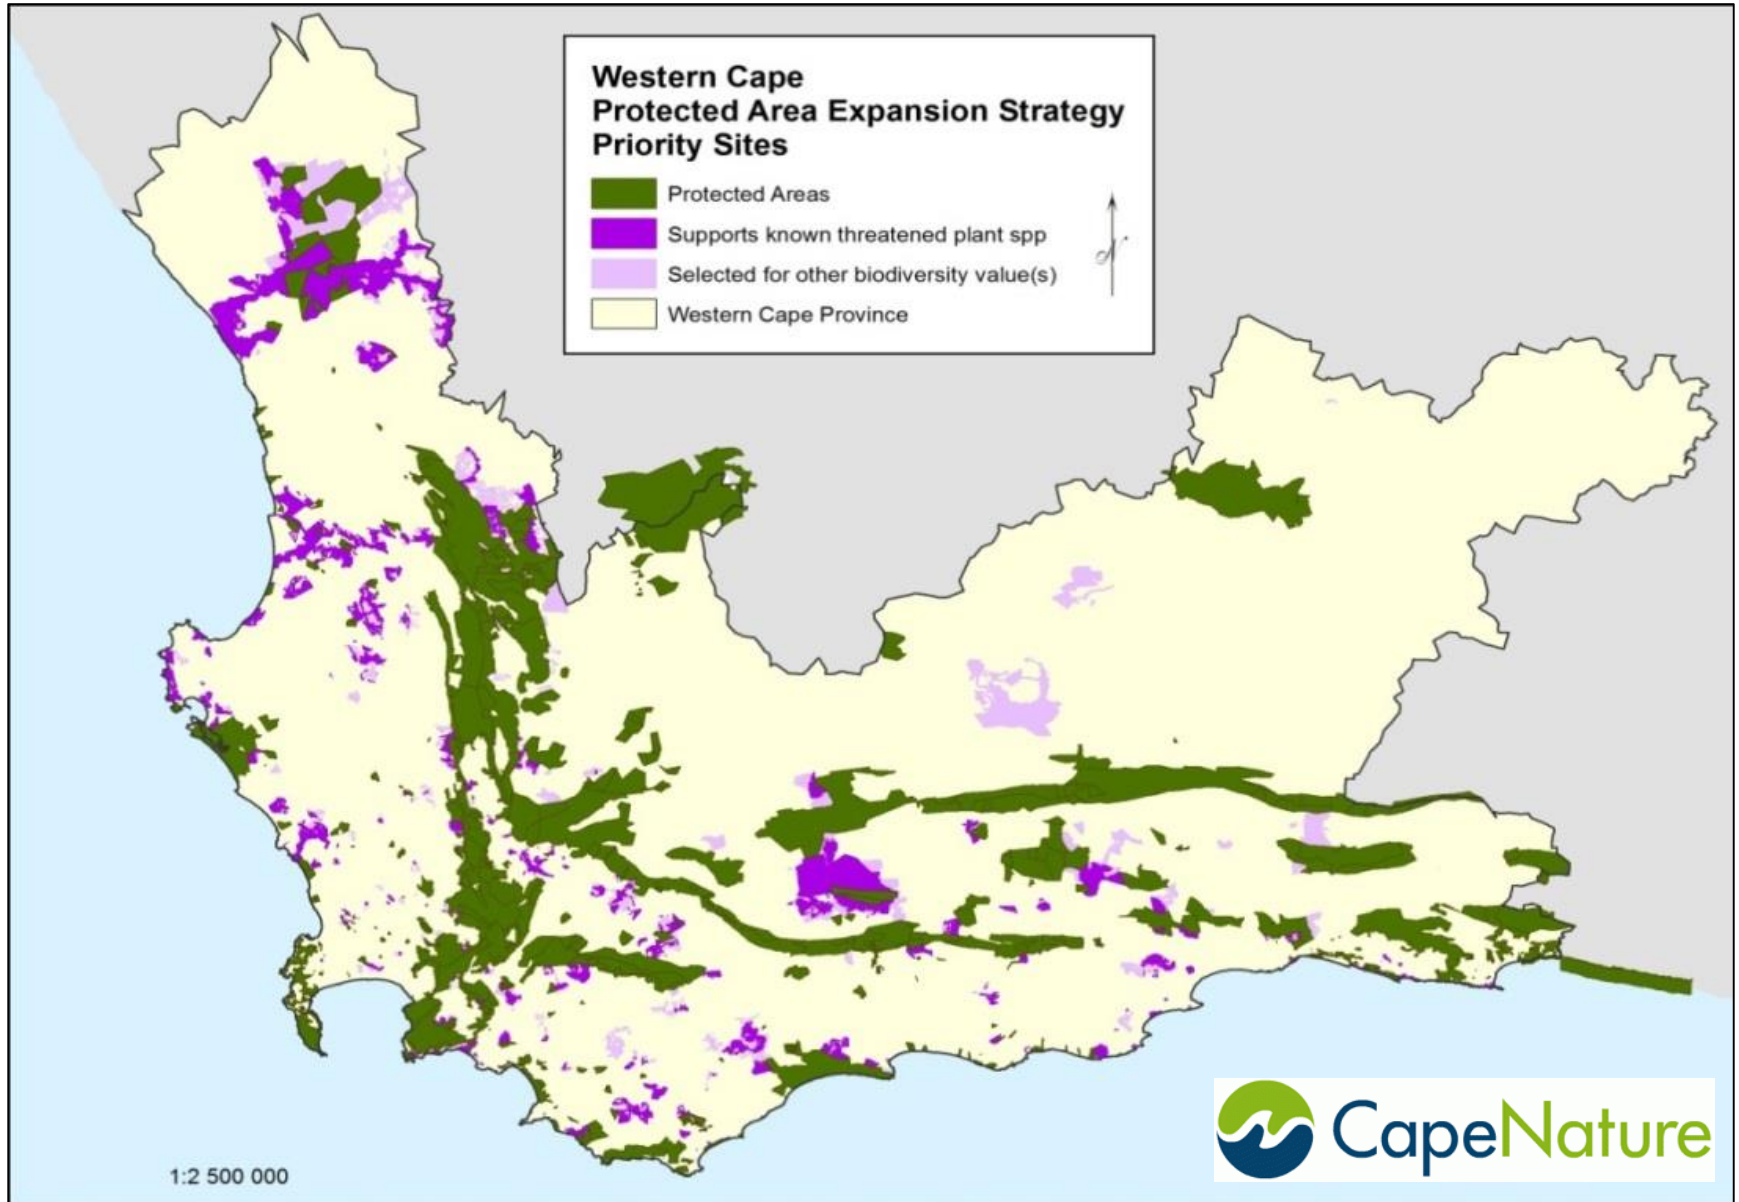 Western Cape
Protected Area Expansion Strategy
Priority Sites
Protected Areas
Supports known threatened plant spp
Selected for other biodiversity value(s)
Western Cape Province
N
1:2 500 000
CapeNature